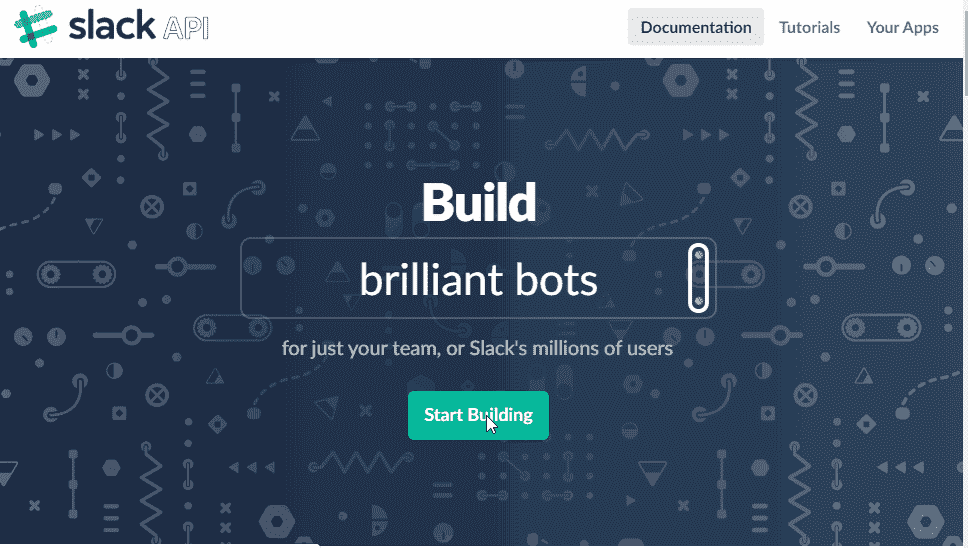 slack API
Documentation
Tutorials
Your Apps
Build
brilliant bots
for just your team, or Slack's millions of users
Start Building